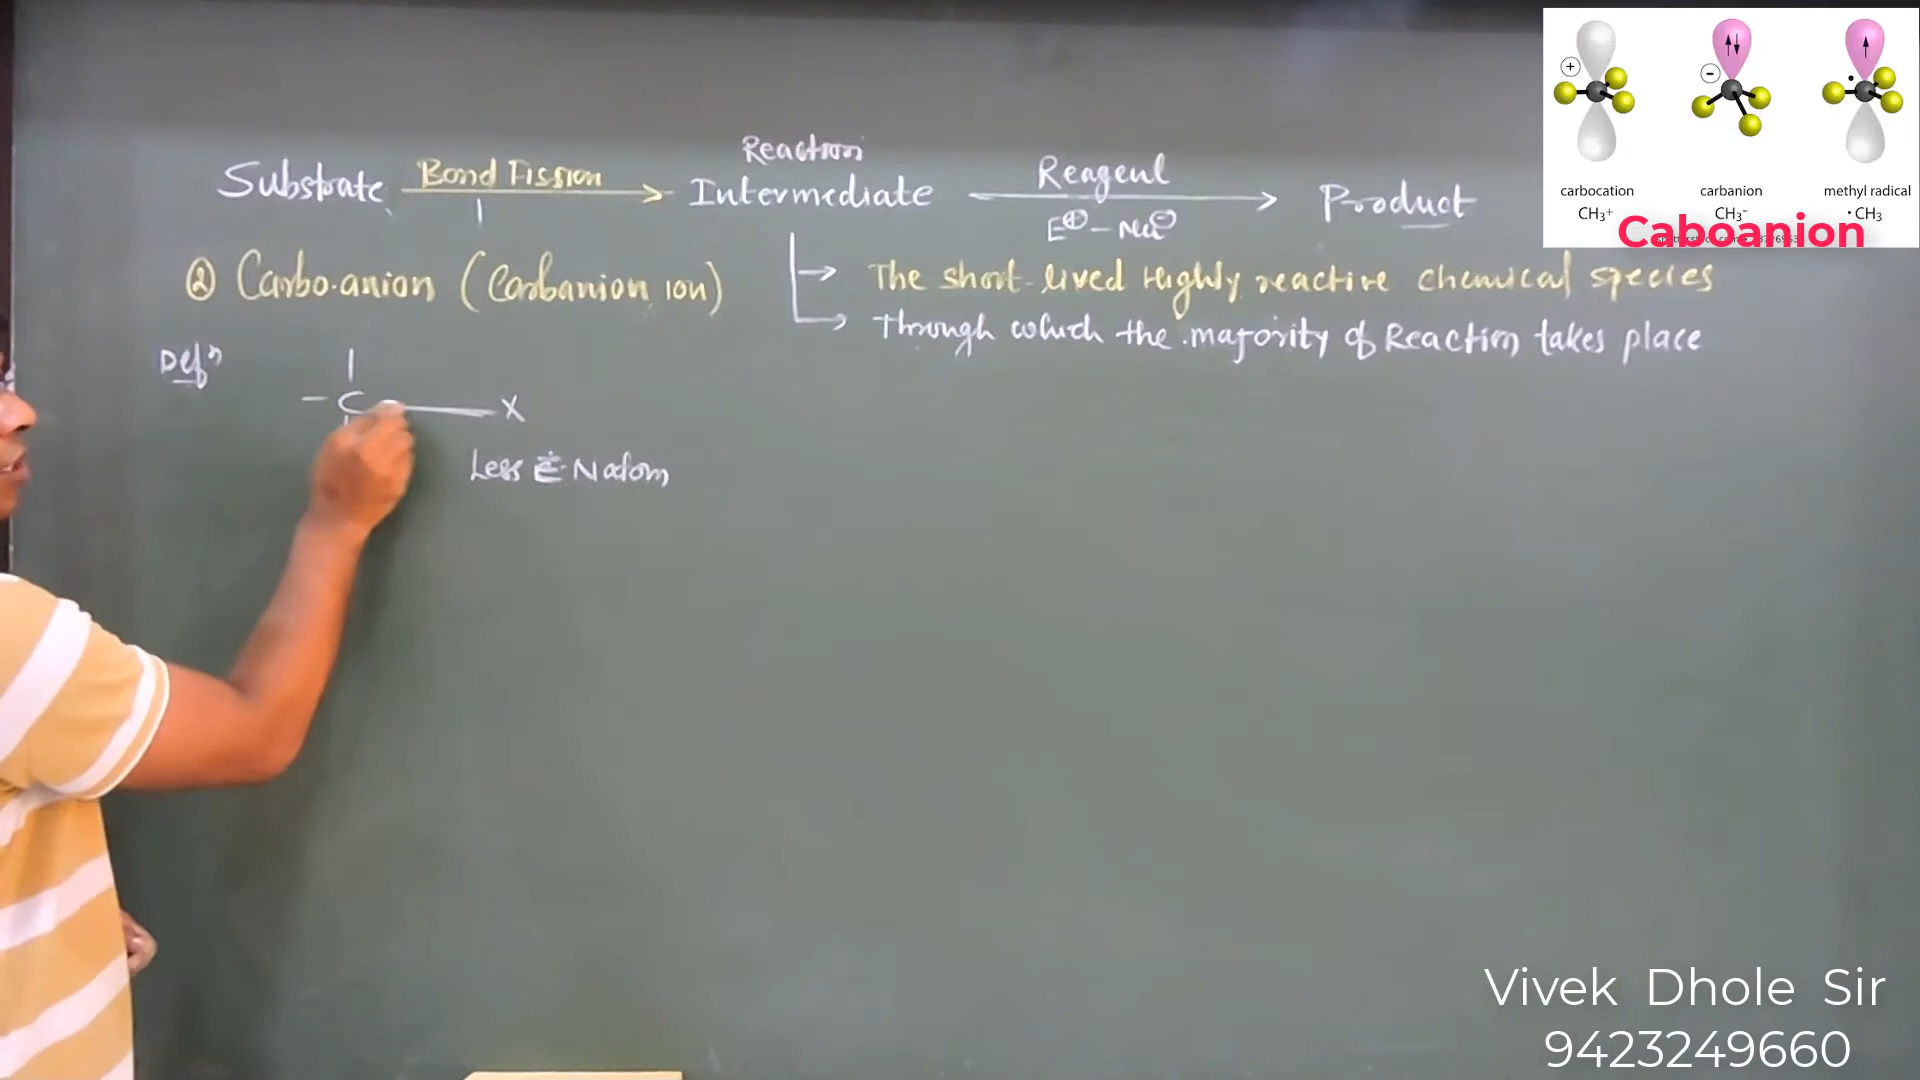 Reaction
Substrate Bond Fission Intermediate Reagent Product
E⊕–Nu⊖
② Carbo.anion (Carbanion ion)
The short-lived Highly reactive chemical species
Through which the majority of Reaction takes place
Defⁿ
– C — X
Less E-N atom
+ – ·
carbocation carbanion methyl radical
CH₃⁺ CH₃⁻ ·CH₃
Caboanion
Vivek Dhole Sir
9423249660